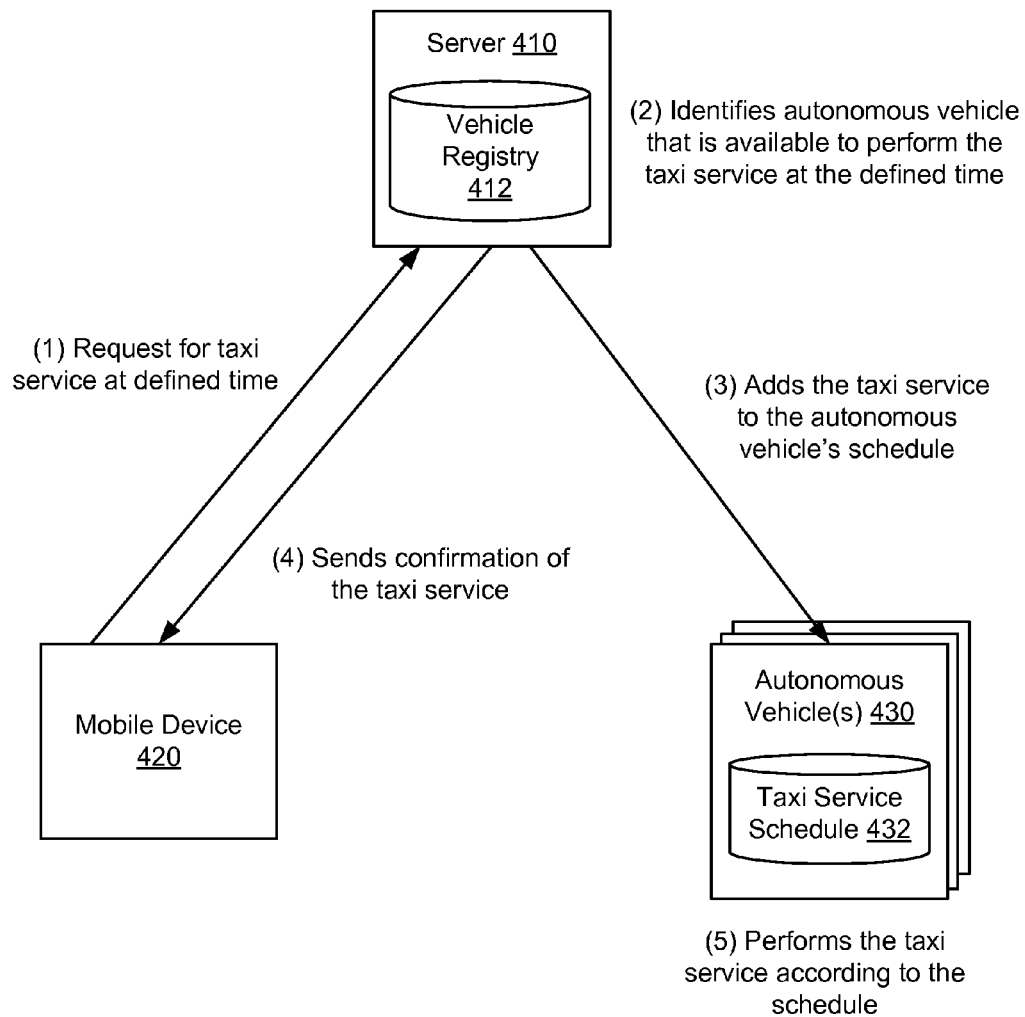 Server 410
Vehicle
Registry
412
(2) Identifies autonomous vehicle
that is available to perform the
taxi service at the defined time
(1) Request for taxi
service at defined time
(3) Adds the taxi service
to the autonomous
vehicle's schedule
(4) Sends confirmation of
the taxi service
Mobile Device
420
Autonomous
Vehicle(s) 430
Taxi Service
Schedule 432
(5) Performs the taxi
service according to the
schedule